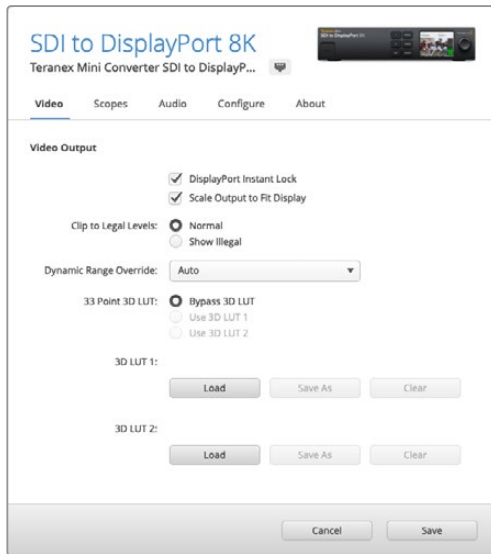 SDI to DisplayPort 8K
Teranex Mini Converter SDI to DisplayP...
Video Scopes Audio Configure About
Video Output
DisplayPort Instant Lock
Scale Output to Fit Display
Clip to Legal Levels: Normal
Show Illegal
Dynamic Range Override: Auto
33 Point 3D LUT: Bypass 3D LUT
Use 3D LUT 1
Use 3D LUT 2
3D LUT 1:
Load Save As Clear
3D LUT 2:
Load Save As Clear
Cancel Save